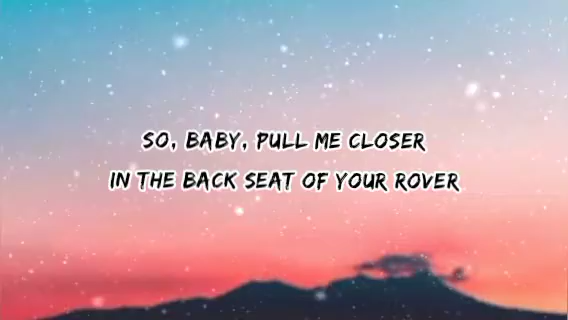 SO, BABY, PULL ME CLOSER
IN THE BACK SEAT OF YOUR ROVER